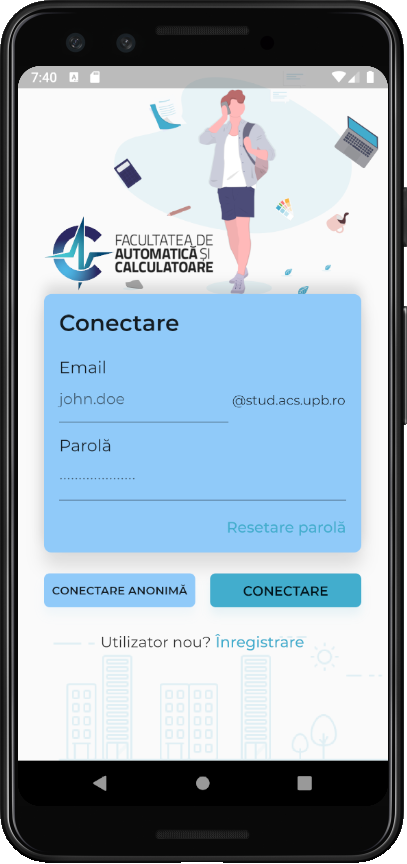 7:40
FACULTATEA DE
AUTOMATICĂ ȘI
CALCULATOARE
Conectare
Email
john.doe @stud.acs.upb.ro
Parolă
....................
Resetare parolă
CONECTARE ANONIMĂ CONECTARE
Utilizator nou? Înregistrare